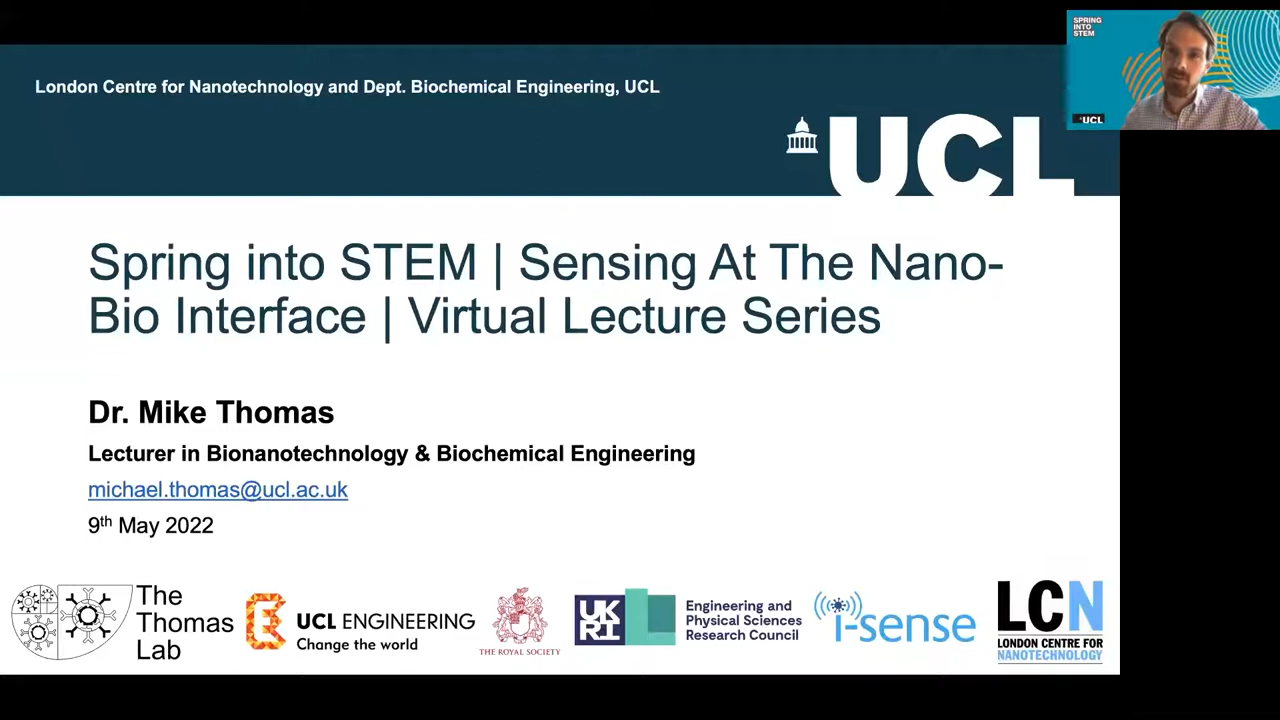 London Centre for Nanotechnology and Dept. Biochemical Engineering, UCL
UCL
SPRING
INTO
STEM
UCL
Spring into STEM | Sensing At The Nano-
Bio Interface | Virtual Lecture Series
Dr. Mike Thomas
Lecturer in Bionanotechnology & Biochemical Engineering
michael.thomas@ucl.ac.uk
9th May 2022
The
Thomas
Lab
UCL ENGINEERING
Change the world
THE ROYAL SOCIETY
UK
RI
Engineering and
Physical Sciences
Research Council
i-sense
LCN
LONDON CENTRE FOR
NANOTECHNOLOGY